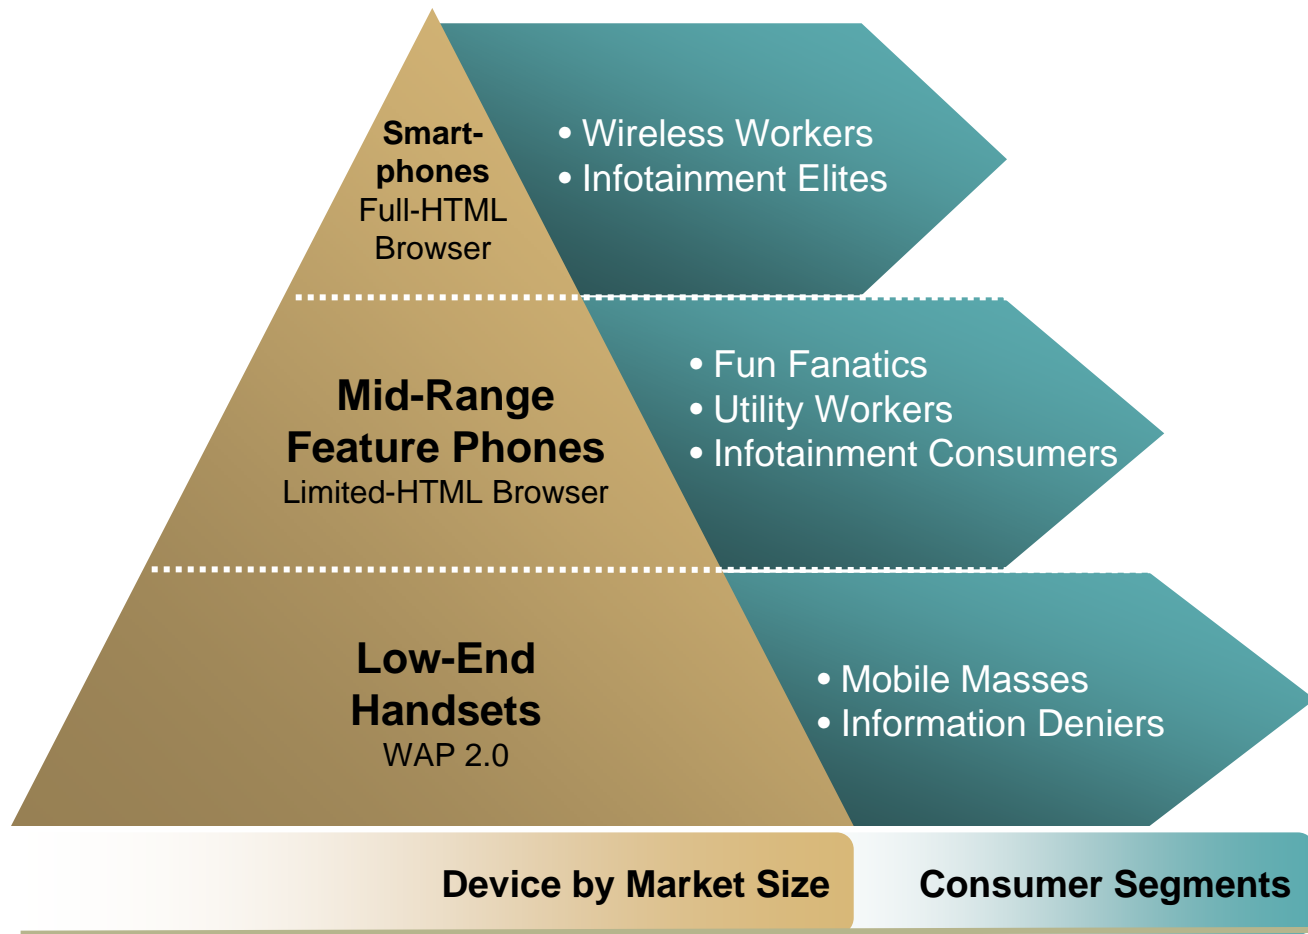 Smart-
phones
Full-HTML
Browser
• Wireless Workers
• Infotainment Elites
Mid-Range
Feature Phones
Limited-HTML Browser
• Fun Fanatics
• Utility Workers
• Infotainment Consumers
Low-End
Handsets
WAP 2.0
• Mobile Masses
• Information Deniers
Device by Market Size
Consumer Segments